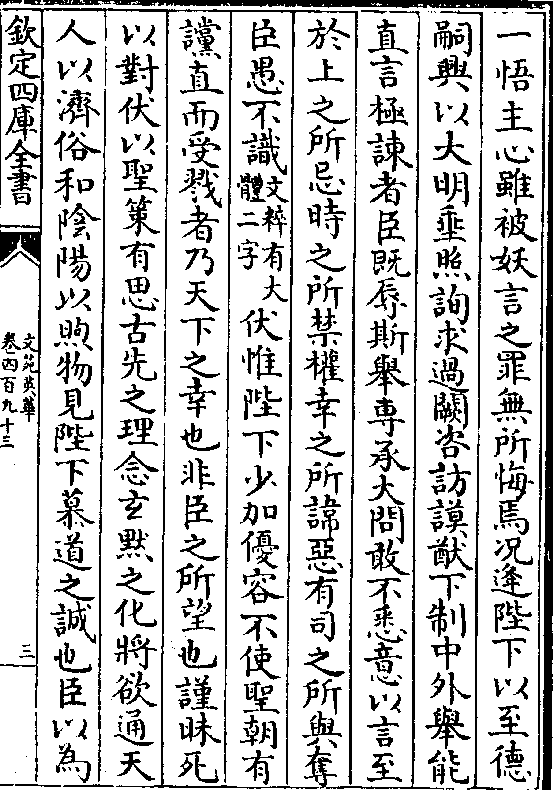 一悟主心雖被妖言之罪無所悔焉况逢陛下以至德
嗣興以大明垂照詢求過闕咨訪謨猷下制中外舉能
直言極諫者臣既辱斯舉専承大問敢不悉意以言至
於上之所忌時之所禁權幸之所諱惡有司之所與奪
臣愚不識文粹有大體二字伏惟陛下少加優容不使聖朝有
讜直而受戮者乃天下之幸也非臣之所望也謹昧死
以對伏以聖策有思古先之理念玄默之化將欲通天
人以濟俗和陰陽以煦物見陛下慕道之誠也臣以為
欽定四庫全書
文苑英華
卷四百九十三
三